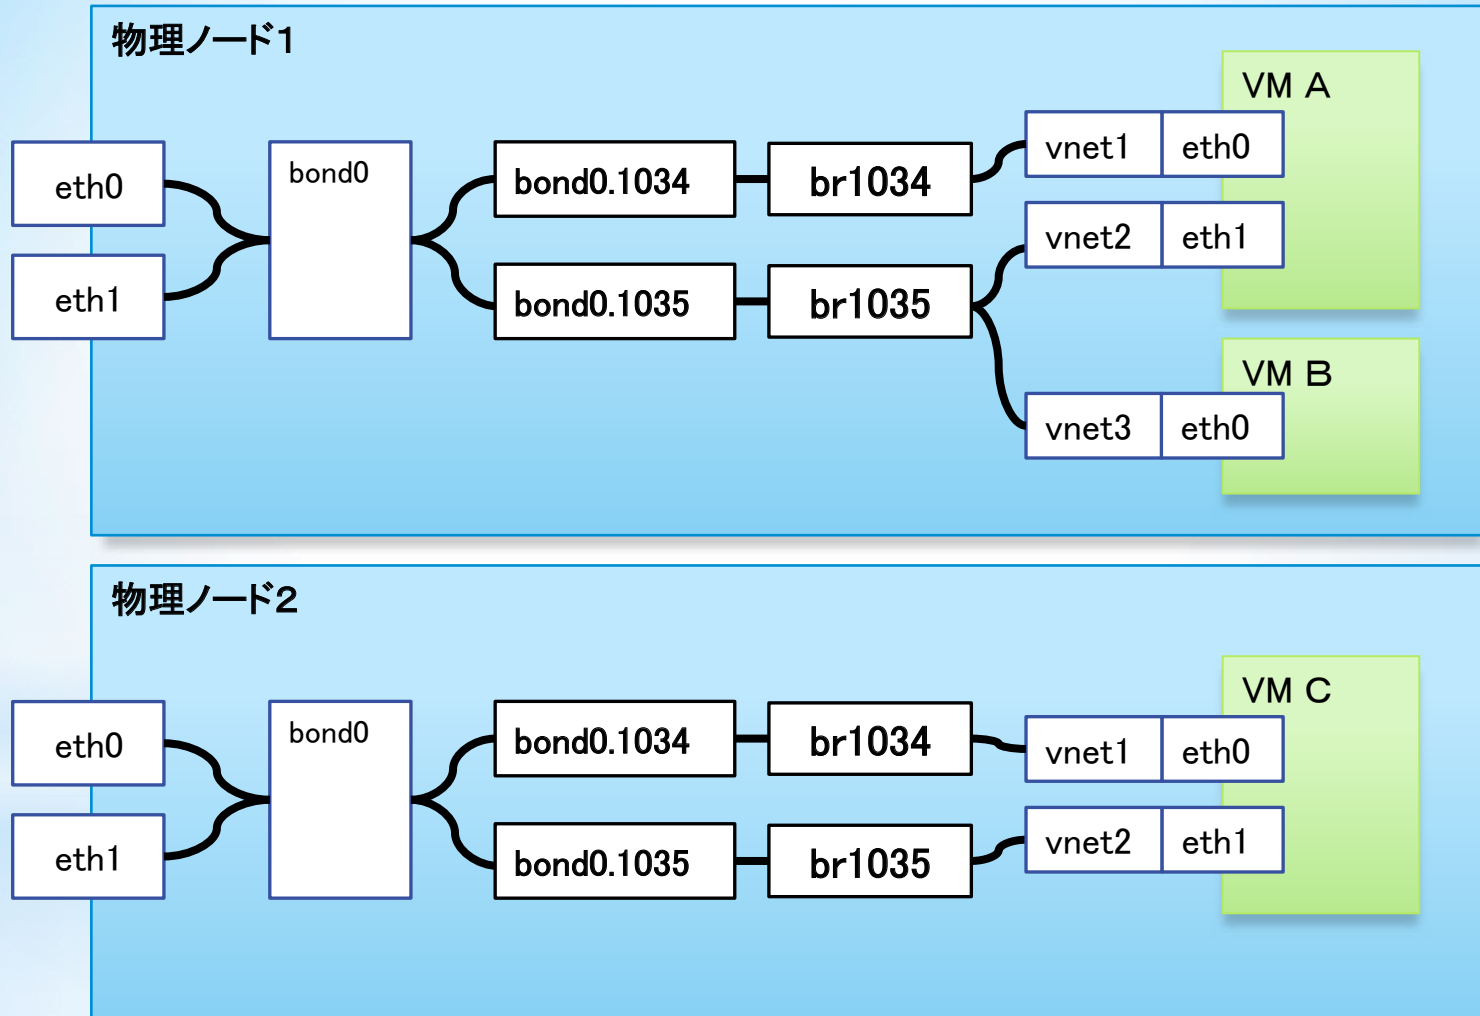 物理ノード1
VM A
vnet1 eth0
eth0
bond0
bond0.1034
br1034
vnet2 eth1
eth1
bond0.1035
br1035
VM B
vnet3 eth0
物理ノード2
VM C
eth0
bond0
bond0.1034
br1034
vnet1 eth0
eth1
bond0.1035
br1035
vnet2 eth1